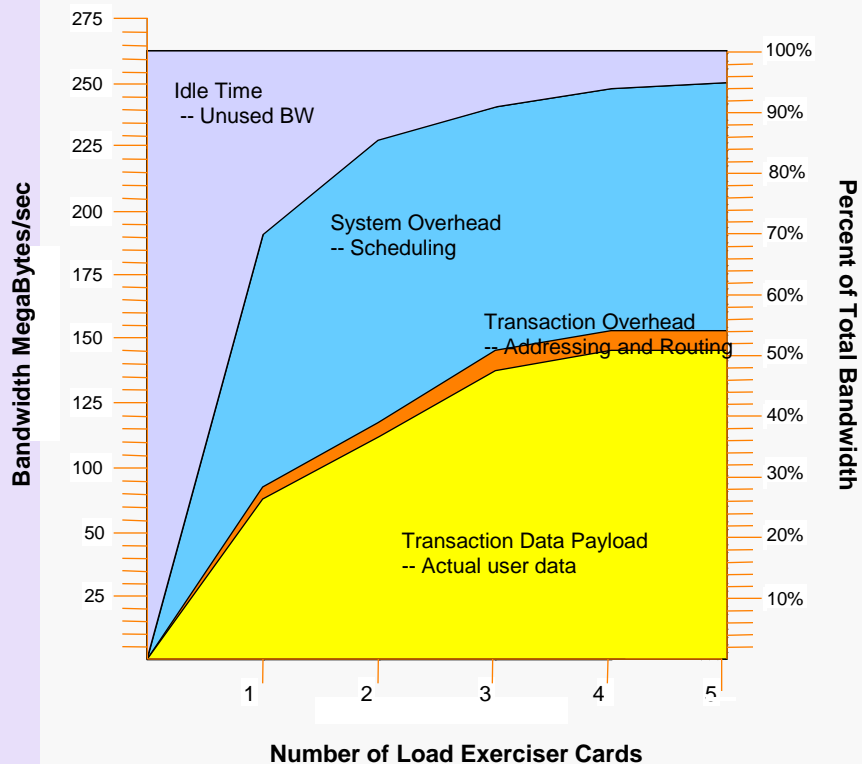 275
250
225
200
175
150
125
100
50
25
Bandwidth MegaBytes/sec
Idle Time
-- Unused BW
System Overhead
-- Scheduling
Transaction Overhead
-- Addressing and Routing
Transaction Data Payload
-- Actual user data
100%
90%
80%
70%
60%
50%
40%
30%
20%
10%
Percent of Total Bandwidth
1 2 3 4 5
Number of Load Exerciser Cards